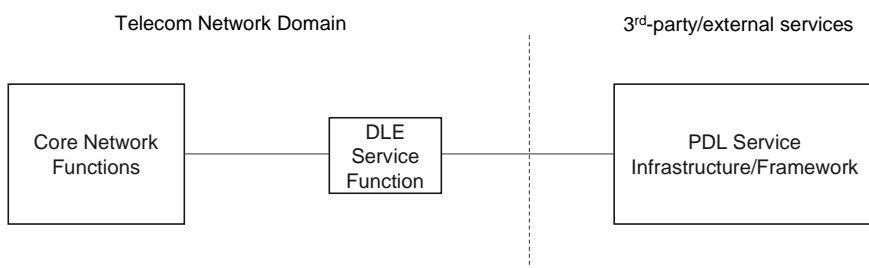 Telecom Network Domain
3rd-party/external services
Core Network
Functions
DLE
Service
Function
PDL Service
Infrastructure/Framework